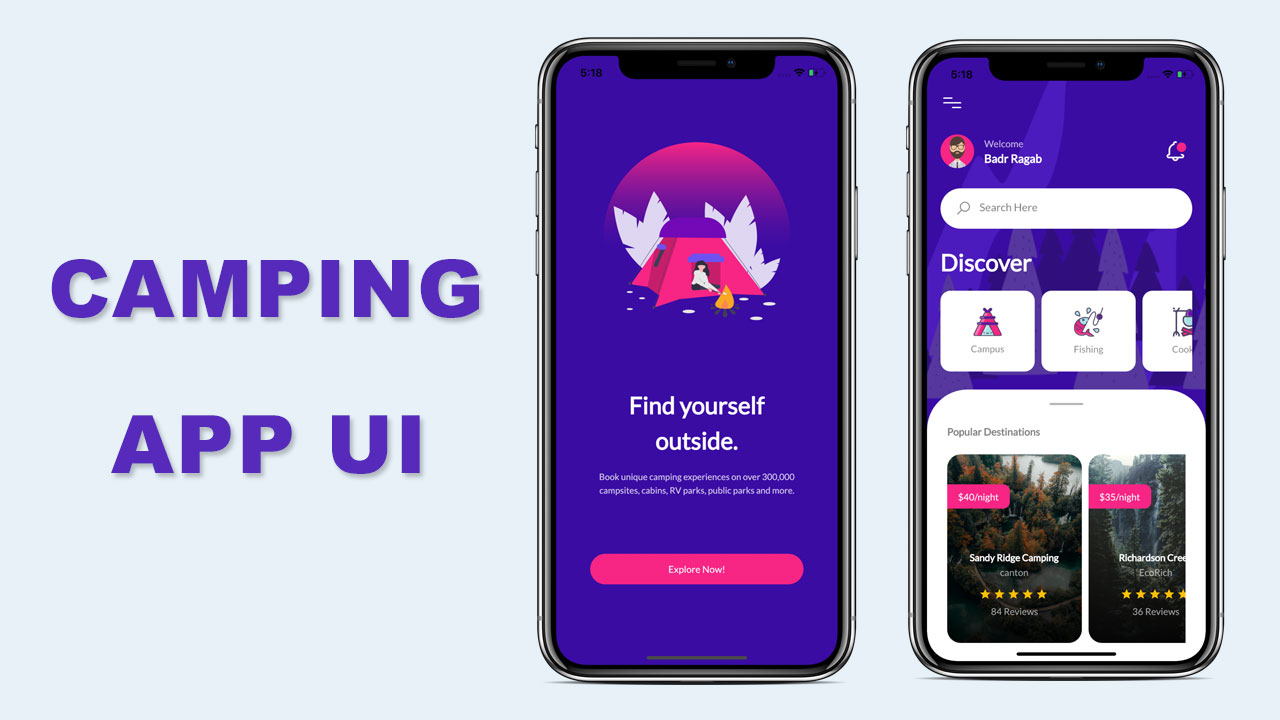 CAMPING
APP UI
5:18
Find yourself
outside.
Book unique camping experiences on over 300,000
campsites, cabins, RV parks, public parks and more.
Explore Now!
5:18
Welcome
Badr Ragab
Search Here
Discover
Campus
Fishing
Cook
Popular Destinations
$40/night
Sandy Ridge Camping
canton
84 Reviews
$35/night
Richardson Cree
EcoRich
36 Reviews